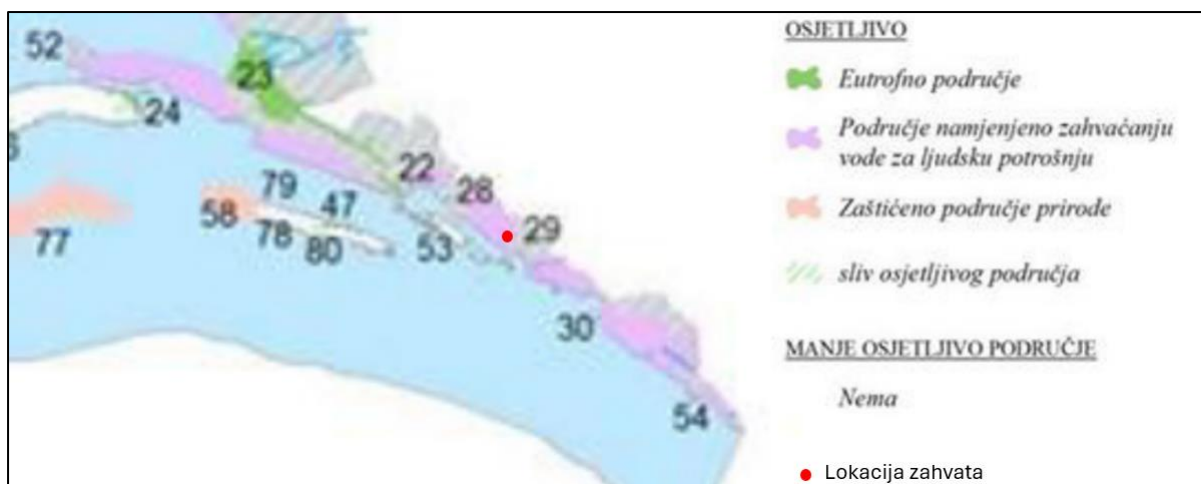 52
23
24
22
28
79
47
29
58
78
53
77
80
30
54
OSJETLJIVO
Eutrofno područje
Područje namjenjeno zahvaćanju
vode za ljudsku potrošnju
Zaštićeno područje prirode
sliv osjetljivog područja
MANJE OSJETLJIVO PODRUČJE
Nema
Lokacija zahvata